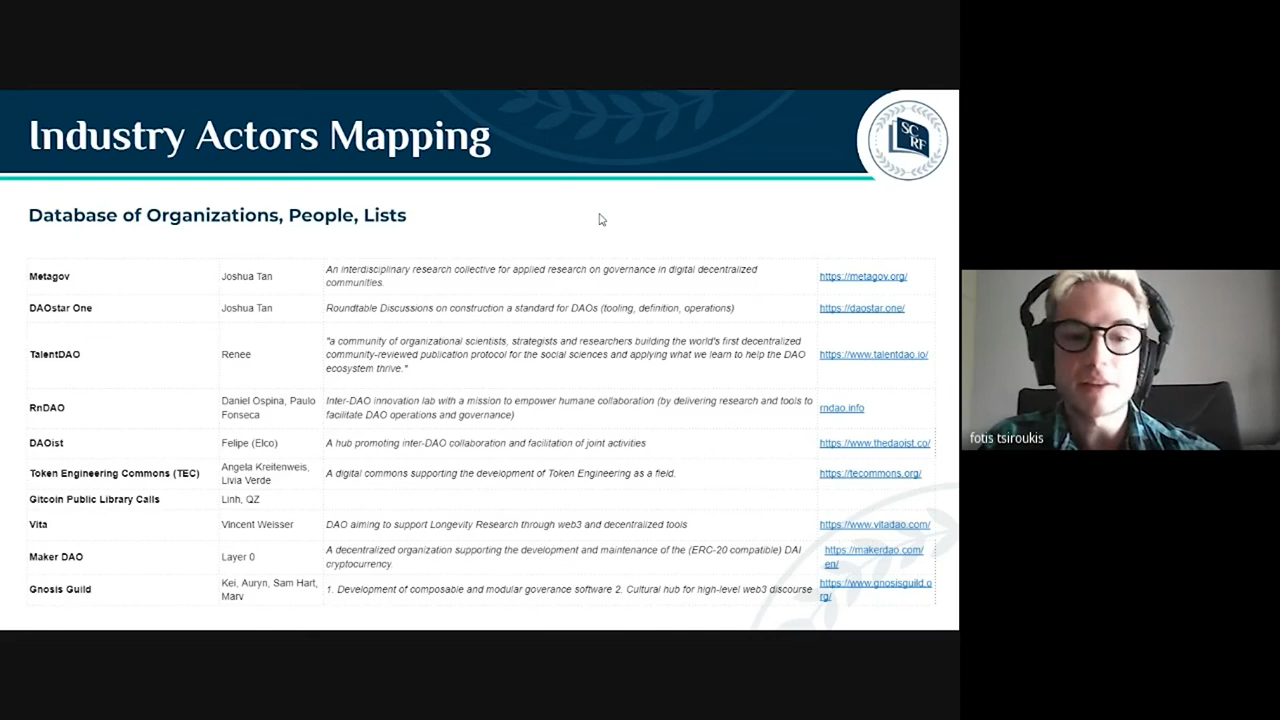 Industry Actors Mapping
SC
RF
Database of Organizations, People, Lists
Metagov
Joshua Tan
An interdisciplinary research collective for applied research on governance in digital decentralized
communities.
https://metagov.org/
DAOstar One
Joshua Tan
Roundtable Discussions on construction a standard for DAOs (tooling, definition, operations)
https://daostar.one/
TalentDAO
Renee
"a community of organizational scientists, strategists and researchers building the world's first decentralized
community-reviewed publication protocol for the social sciences and applying what we learn to help the DAO
ecosystem thrive."
https://www.talentdao.io/
RnDAO
Daniel Ospina, Paulo
Fonseca
Inter-DAO innovation lab with a mission to empower humane collaboration (by delivering research and tools to
facilitate DAO operations and governance)
rndao.info
DAOist
Felipe (Elco)
A hub promoting inter-DAO collaboration and facilitation of joint activities
https://www.thedaoist.co/
Token Engineering Commons (TEC)
Angela Kreitenweis,
Livia Verde
A digital commons supporting the development of Token Engineering as a field.
https://tecommons.org/
Gitcoin Public Library Calls
Linh, QZ
Vita
Vincent Weisser
DAO aiming to support Longevity Research through web3 and decentralized tools
https://www.vitadao.com/
Maker DAO
Layer 0
A decentralized organization supporting the development and maintenance of the (ERC-20 compatible) DAI
cryptocurrency.
https://makerdao.com/
en/
Gnosis Guild
Kei, Auryn, Sam Hart,
Marv
1. Development of composable and modular goverance software 2. Cultural hub for high-level web3 discourse
https://www.gnosisguild.o
rg/
fotis tsiroukis